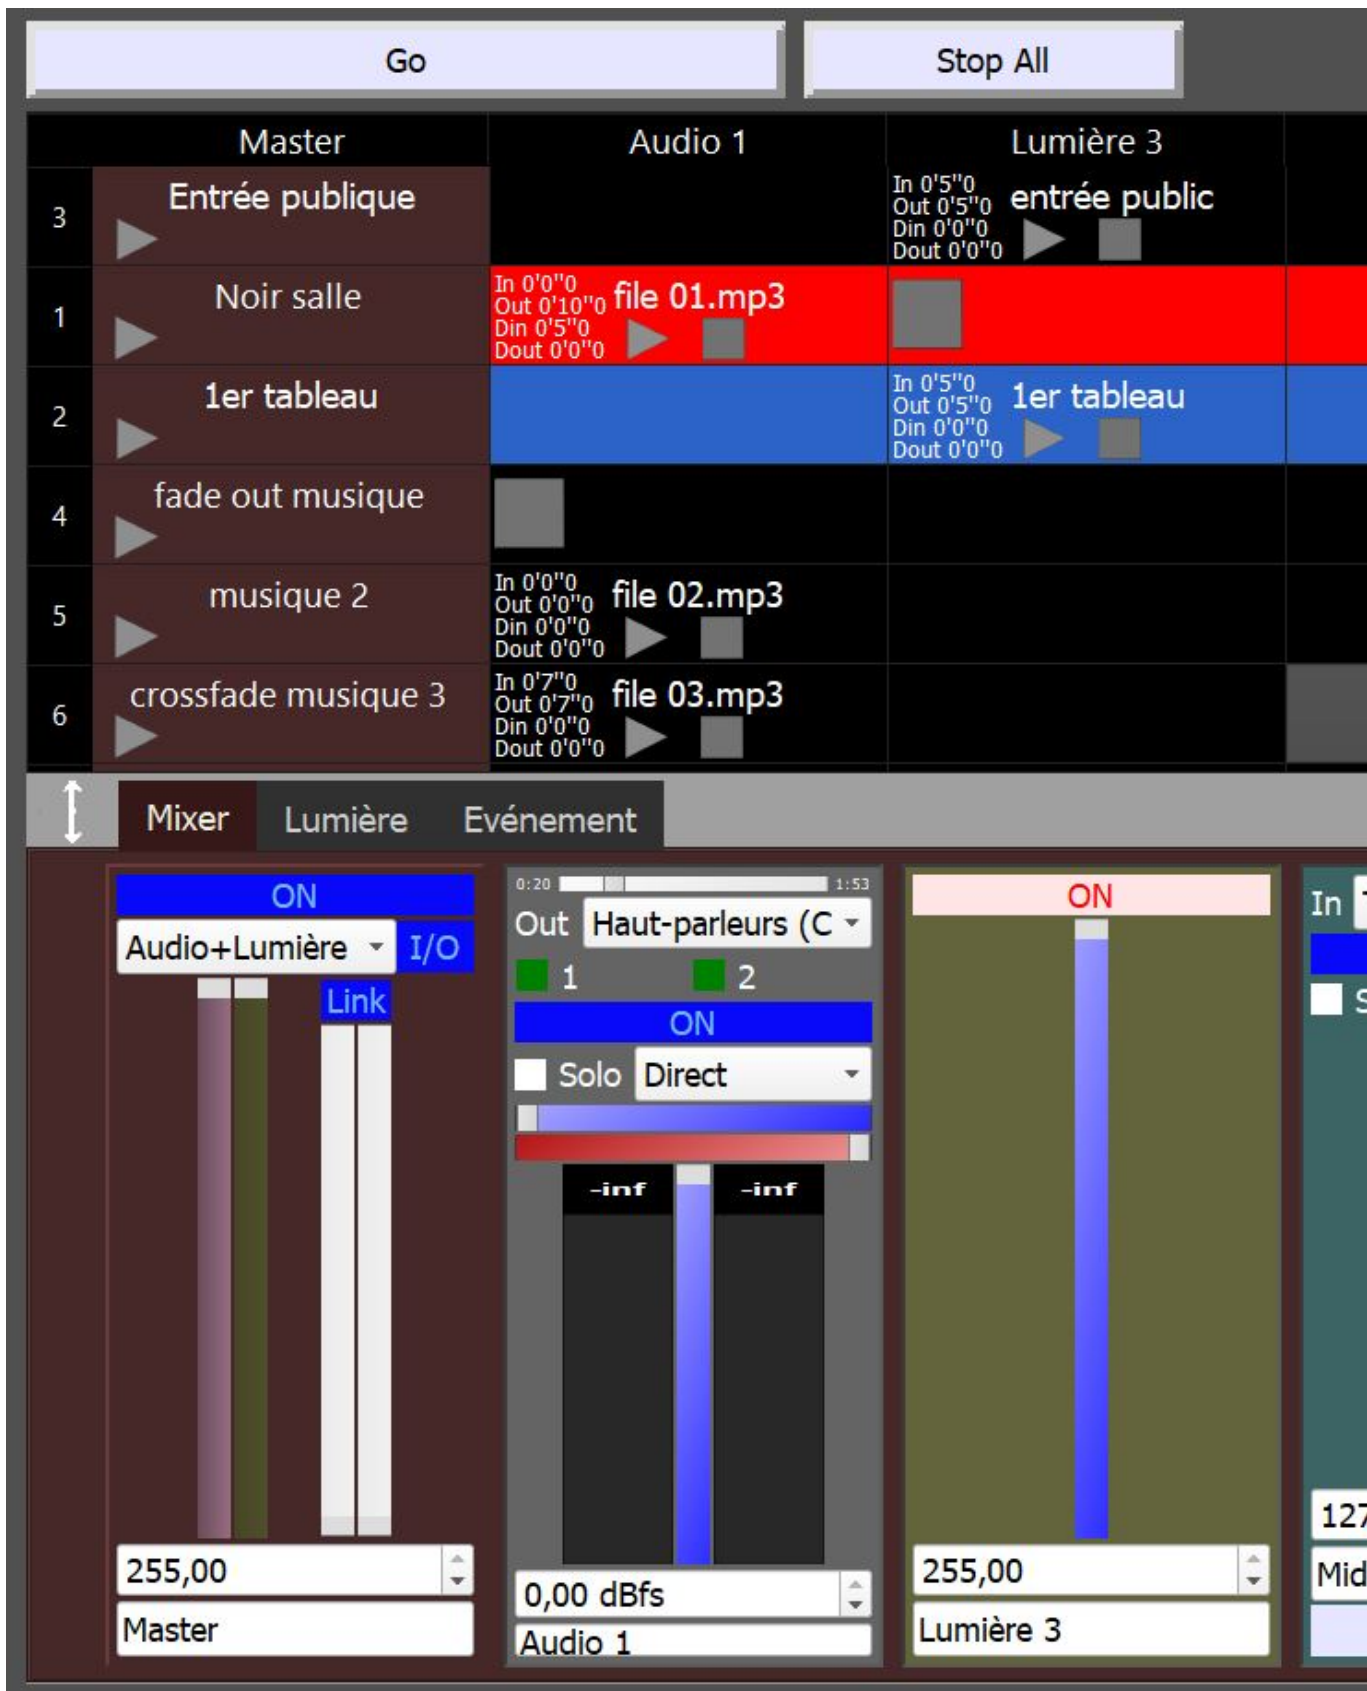 Go Stop All
Master Audio 1 Lumière 3
3 Entrée publique In 0'5"0 Out 0'5"0 Din 0'0"0 Dout 0'0"0 entrée public
1 Noir salle In 0'0"0 Out 0'10"0 Din 0'5"0 Dout 0'0"0 file 01.mp3
2 1er tableau In 0'5"0 Out 0'5"0 Din 0'0"0 Dout 0'0"0 1er tableau
4 fade out musique
5 musique 2 In 0'0"0 Out 0'0"0 Din 0'0"0 Dout 0'0"0 file 02.mp3
6 crossfade musique 3 In 0'7"0 Out 0'7"0 Din 0'0"0 Dout 0'0"0 file 03.mp3
Mixer Lumière Evénement
ON
Audio+Lumière I/O
Link
255,00
Master
0:20 1:53
Out Haut-parleurs (C
1 2
ON
Solo Direct
-inf -inf
0,00 dBfs
Audio 1
ON
255,00
Lumière 3
In
S
127
Mid